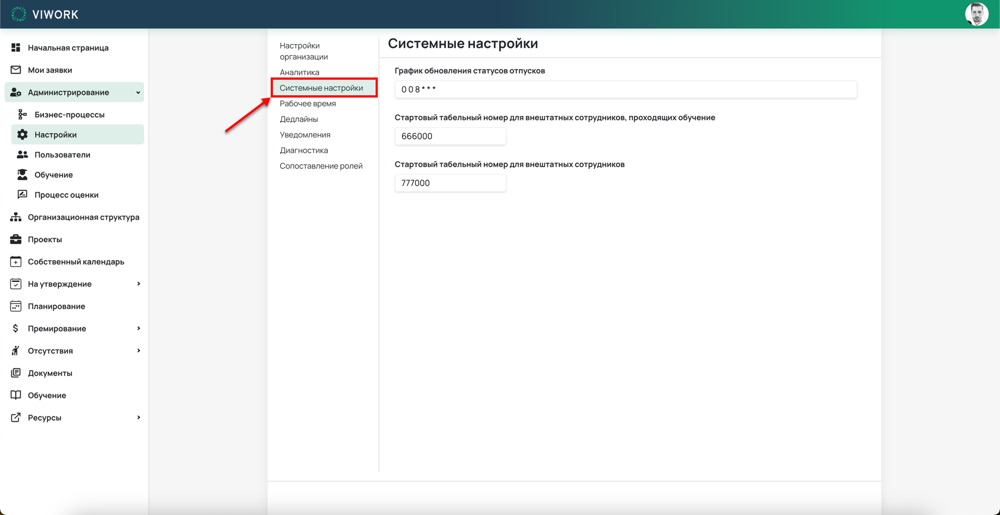 VIWORK
Начальная страница
Мои заявки
Администрирование
Бизнес-процессы
Настройки
Пользователи
Обучение
Процесс оценки
Организационная структура
Проекты
Собственный календарь
На утверждение
Планирование
Премирование
Отсутствия
Документы
Обучение
Ресурсы
Настройки
организации
Аналитика
Системные настройки
Рабочее время
Дедлайны
Уведомления
Диагностика
Сопоставление ролей
Системные настройки
График обновления статусов отпусков
0 0 8 * * *
Стартовый табельный номер для внештатных сотрудников, проходящих обучение
666000
Стартовый табельный номер для внештатных сотрудников
777000